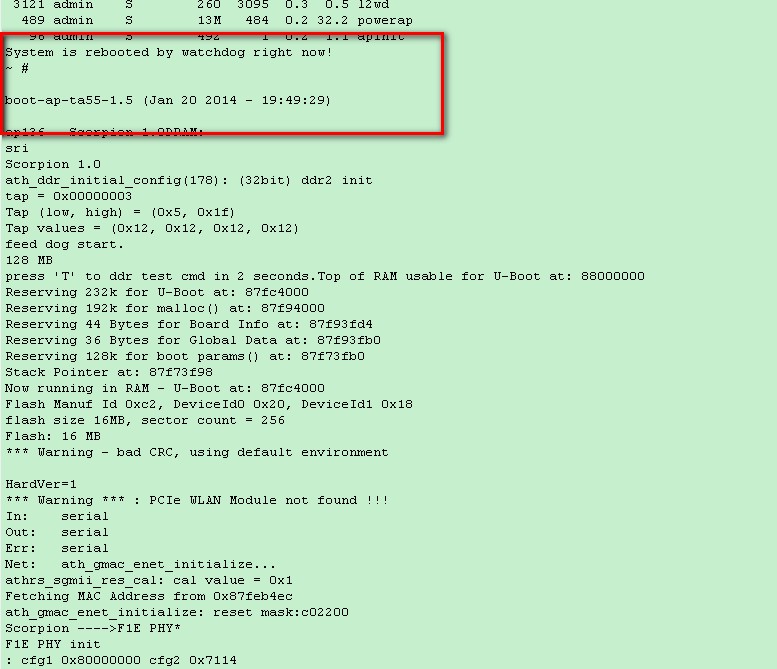 3121 admin    S        260  3095  0.3  0.5 l2wd
489 admin    S        13M   484  0.2 32.2 powerap
96 admin    S        492     1  0.2  1.1 apinit
System is rebooted by watchdog right now!
~ #
boot-ap-ta55-1.5 (Jan 20 2014 - 19:49:29)
ap136 - Scorpion 1.0DRAM:
sri
Scorpion 1.0
ath_ddr_initial_config(178): (32bit) ddr2 init
tap = 0x00000003
Tap (low, high) = (0x5, 0x1f)
Tap values = (0x12, 0x12, 0x12, 0x12)
feed dog start.
128 MB
press 'T' to ddr test cmd in 2 seconds.Top of RAM usable for U-Boot at: 88000000
Reserving 232k for U-Boot at: 87fc4000
Reserving 192k for malloc() at: 87f94000
Reserving 44 Bytes for Board Info at: 87f93fd4
Reserving 36 Bytes for Global Data at: 87f93fb0
Reserving 128k for boot params() at: 87f73fb0
Stack Pointer at: 87f73f98
Now running in RAM - U-Boot at: 87fc4000
Flash Manuf Id 0xc2, DeviceId0 0x20, DeviceId1 0x18
flash size 16MB, sector count = 256
Flash: 16 MB
*** Warning - bad CRC, using default environment
HardVer=1
*** Warning *** : PCIe WLAN Module not found !!!
In:    serial
Out:   serial
Err:   serial
Net:   ath_gmac_enet_initialize...
athrs_sgmii_res_cal: cal value = 0x1
Fetching MAC Address from 0x87feb4ec
ath_gmac_enet_initialize: reset mask:c02200
Scorpion ---->F1E PHY*
F1E PHY init
: cfg1 0x80000000 cfg2 0x7114